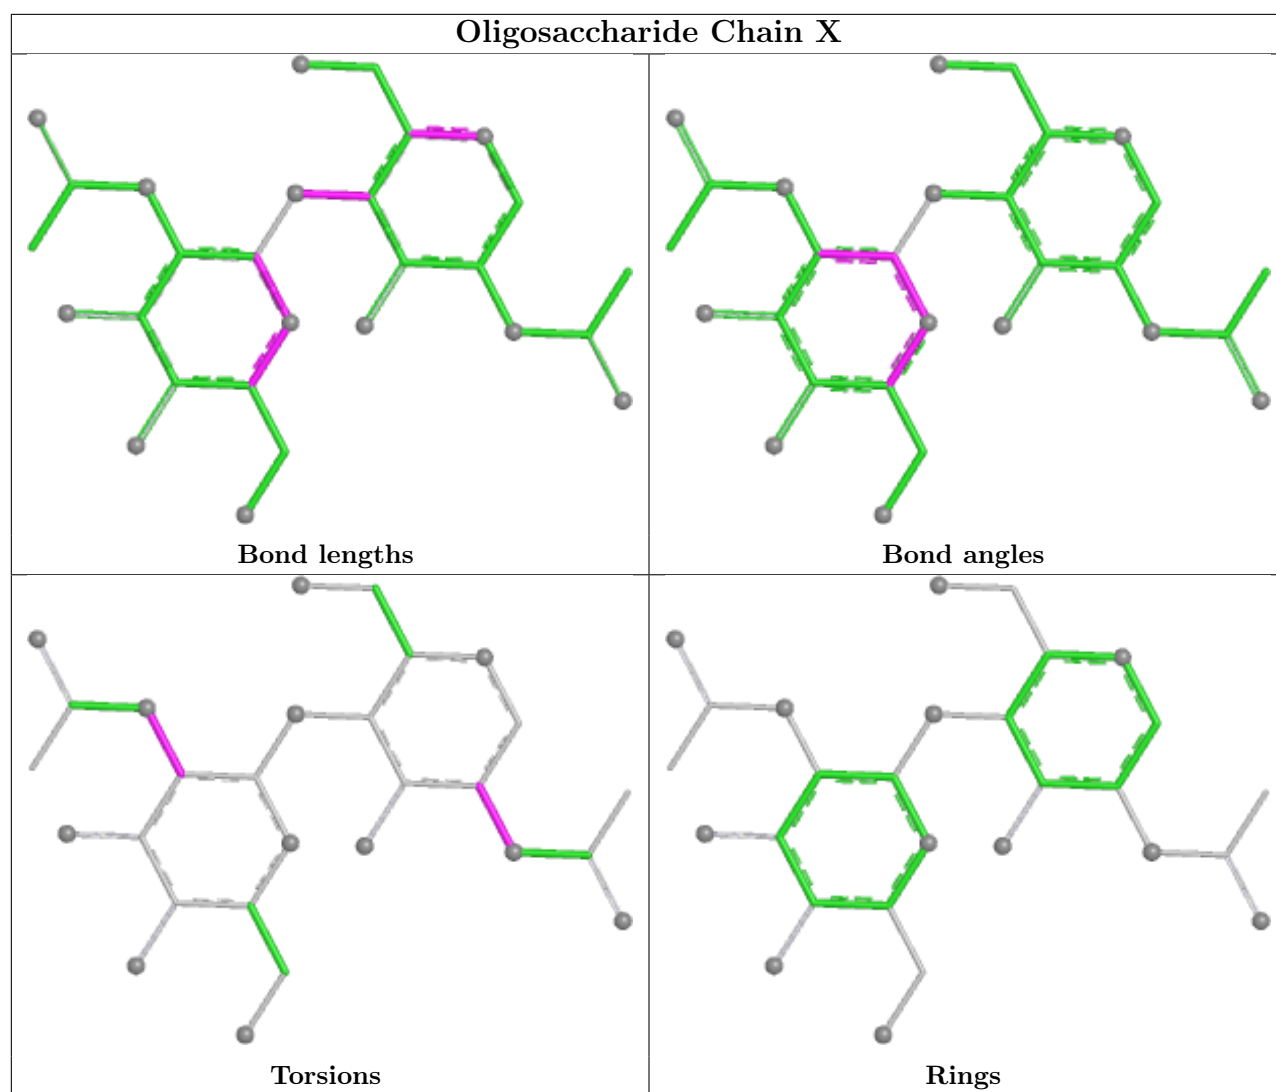 Oligosaccharide Chain X
Bond lengths
Bond angles
Torsions
Rings